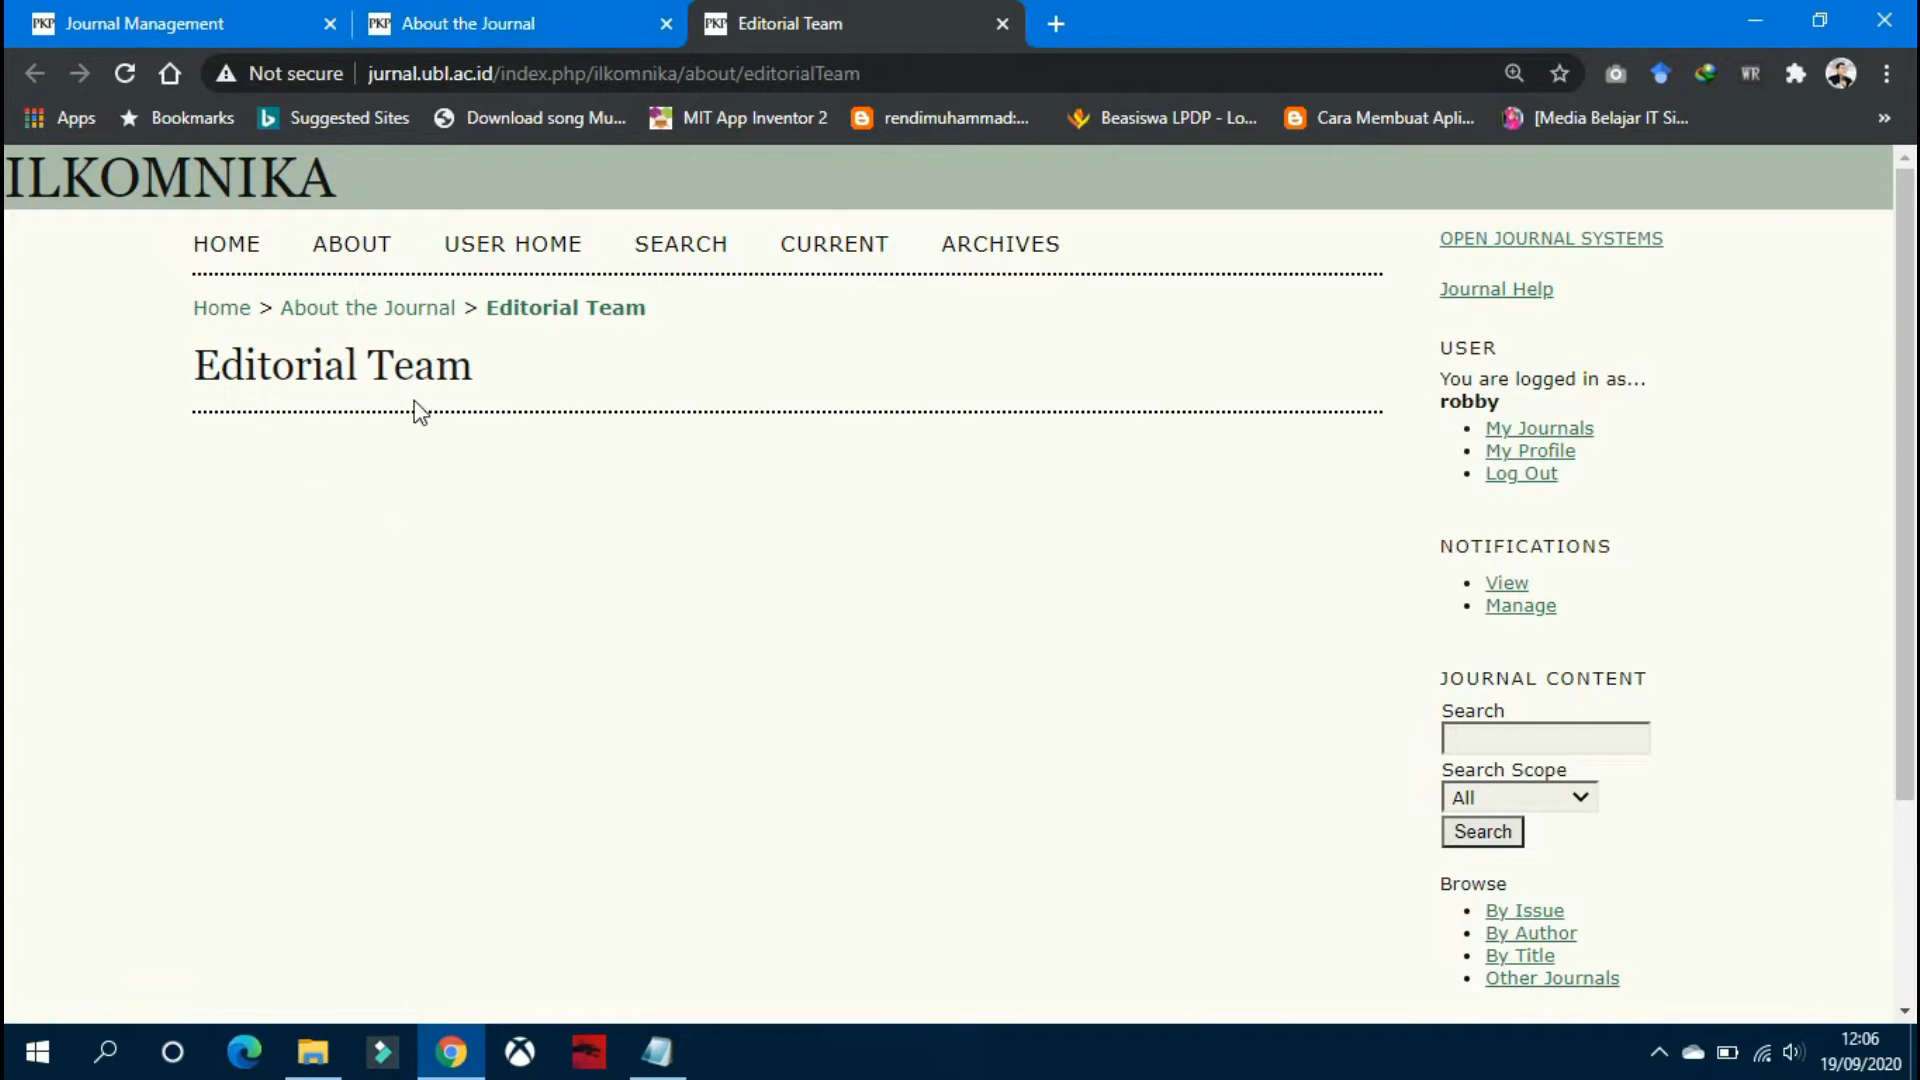 PKP Journal Management
PKP About the Journal
PKP Editorial Team
Not secure
jurnal.ubl.ac.id/index.php/ilkomnika/about/editorialTeam
WR
Apps
Bookmarks
Suggested Sites
Download song Mu...
MIT App Inventor 2
rendimuhammad:...
Beasiswa LPDP - Lo...
Cara Membuat Apli...
[Media Belajar IT Si...
»
ILKOMNIKA
HOME ABOUT USER HOME SEARCH CURRENT ARCHIVES
Home > About the Journal > Editorial Team
Editorial Team
OPEN JOURNAL SYSTEMS
Journal Help
USER
You are logged in as...
robby
My Journals
My Profile
Log Out
NOTIFICATIONS
View
Manage
JOURNAL CONTENT
Search
Search Scope
All
Search
Browse
By Issue
By Author
By Title
Other Journals
12:06
19/09/2020